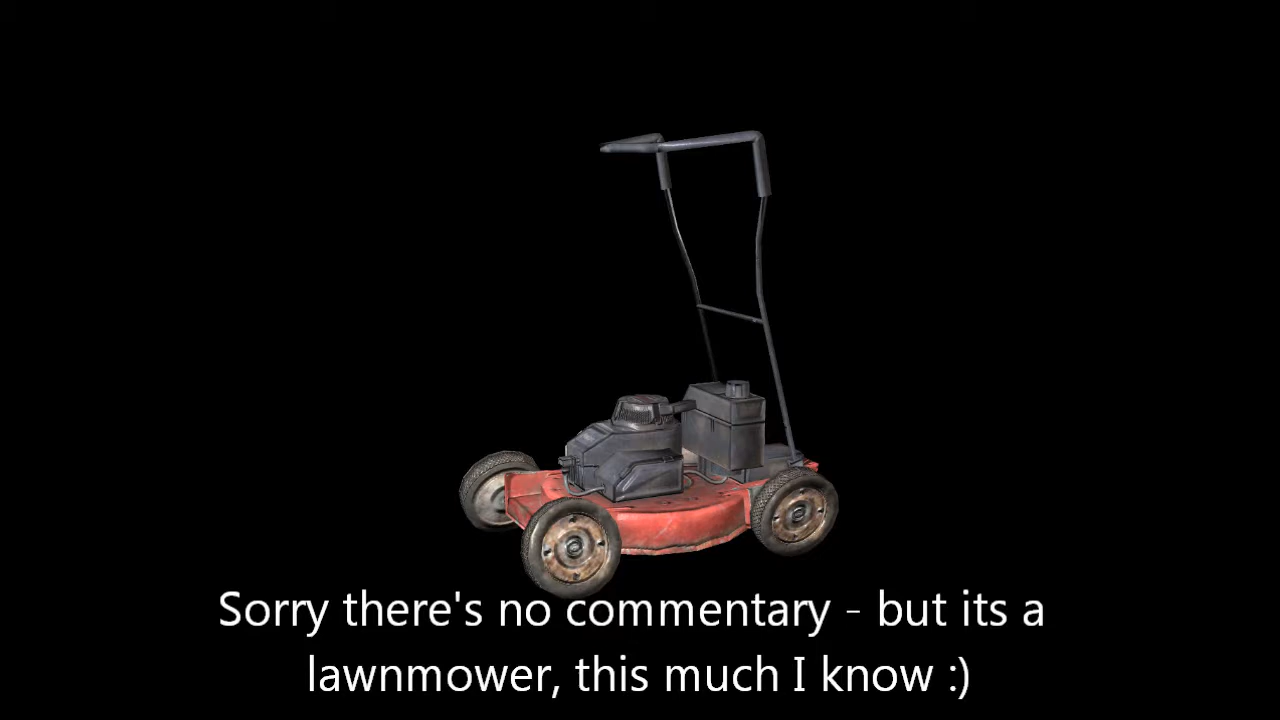 Sorry there's no commentary - but its a
lawnmower, this much I know :)